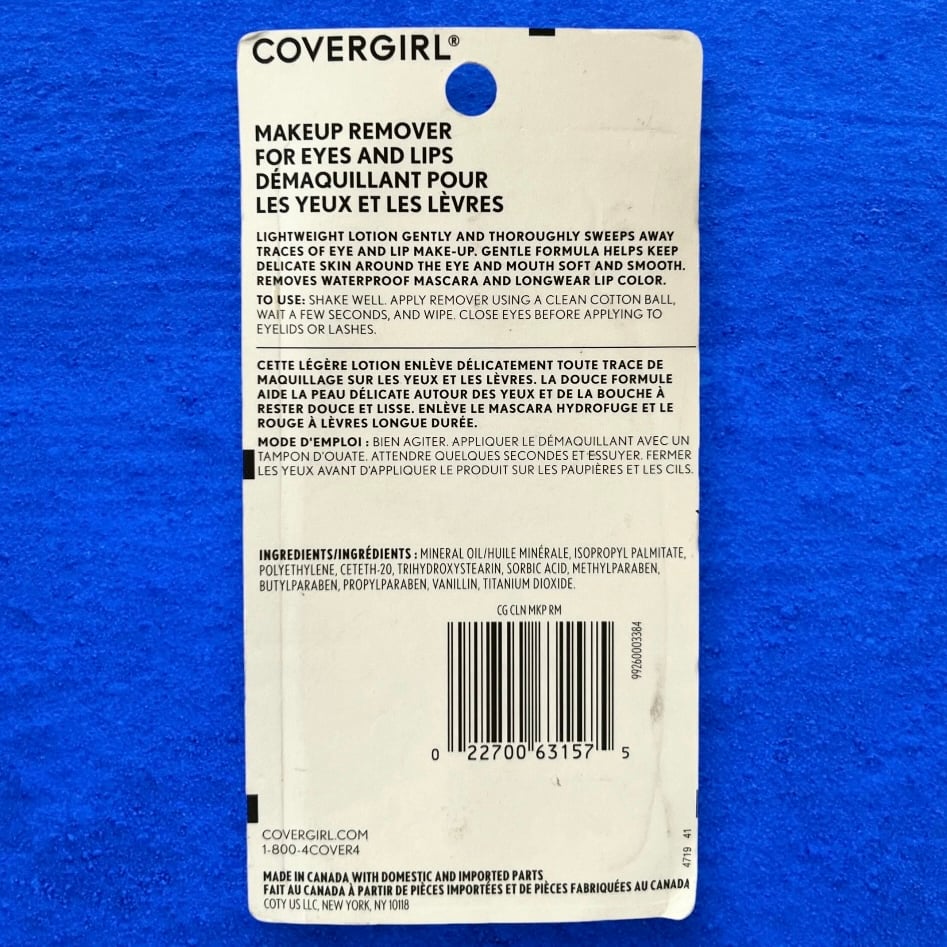 COVERGIRL®
MAKEUP REMOVER
FOR EYES AND LIPS
DÉMAQUILLANT POUR
LES YEUX ET LES LÈVRES
LIGHTWEIGHT LOTION GENTLY AND THOROUGHLY SWEEPS AWAY
TRACES OF EYE AND LIP MAKE-UP. GENTLE FORMULA HELPS KEEP
DELICATE SKIN AROUND THE EYE AND MOUTH SOFT AND SMOOTH.
REMOVES WATERPROOF MASCARA AND LONGWEAR LIP COLOR.
TO USE: SHAKE WELL. APPLY REMOVER USING A CLEAN COTTON BALL,
WAIT A FEW SECONDS, AND WIPE. CLOSE EYES BEFORE APPLYING TO
EYELIDS OR LASHES.
CETTE LÉGÈRE LOTION ENLÈVE DÉLICATEMENT TOUTE TRACE DE
MAQUILLAGE SUR LES YEUX ET LES LÈVRES. LA DOUCE FORMULE
AIDE LA PEAU DÉLICATE AUTOUR DES YEUX ET DE LA BOUCHE À
RESTER DOUCE ET LISSE. ENLÈVE LE MASCARA HYDROFUGE ET LE
ROUGE À LÈVRES LONGUE DURÉE.
MODE D'EMPLOI : BIEN AGITER. APPLIQUER LE DÉMAQUILLANT AVEC UN
TAMPON D'OUATE. ATTENDRE QUELQUES SECONDES ET ESSUYER. FERMER
LES YEUX AVANT D'APPLIQUER LE PRODUIT SUR LES PAUPIÈRES ET LES CILS.
INGREDIENTS/INGRÉDIENTS : MINERAL OIL/HUILE MINÉRALE, ISOPROPYL PALMITATE,
POLYETHYLENE, CETETH-20, TRIHYDROXYSTEARIN, SORBIC ACID, METHYLPARABEN,
BUTYLPARABEN, PROPYLPARABEN, VANILLIN, TITANIUM DIOXIDE.
CG CLN MKP RM
99260003384
0 22700 63157 5
COVERGIRL.COM
1-800-4COVER4
4719 41
MADE IN CANADA WITH DOMESTIC AND IMPORTED PARTS
FAIT AU CANADA À PARTIR DE PIÈCES IMPORTÉES ET DE PIÈCES FABRIQUÉES AU CANADA
COTY US LLC, NEW YORK, NY 10118